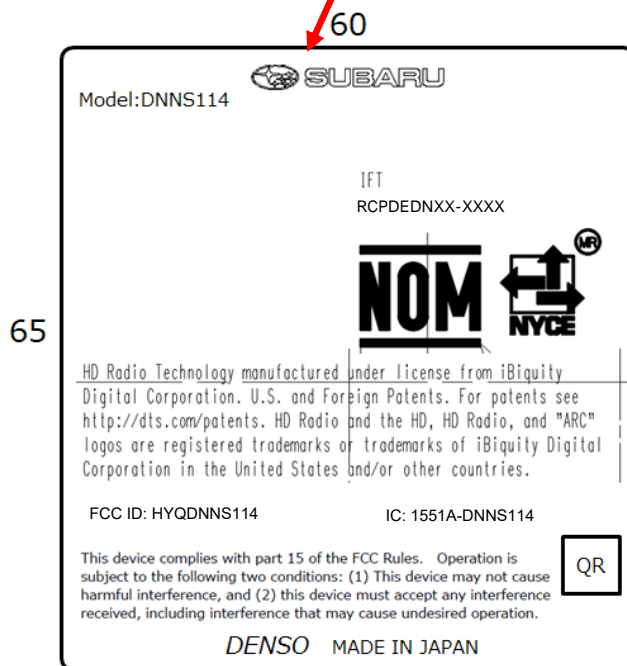 60
SUBARU
Model:DNNS114
IFT
RCPDEDNXX-XXXX
NOM
MR
NYCE
65
HD Radio Technology manufactured under license from iBiquity
Digital Corporation. U.S. and Foreign Patents. For patents see
http://dts.com/patents. HD Radio and the HD, HD Radio, and "ARC"
logos are registered trademarks or trademarks of iBiquity Digital
Corporation in the United States and/or other countries.
FCC ID: HYQDNNS114 IC: 1551A-DNNS114
This device complies with part 15 of the FCC Rules. Operation is
subject to the following two conditions: (1) This device may not cause
harmful interference, and (2) this device must accept any interference
received, including interference that may cause undesired operation.
QR
DENSO MADE IN JAPAN